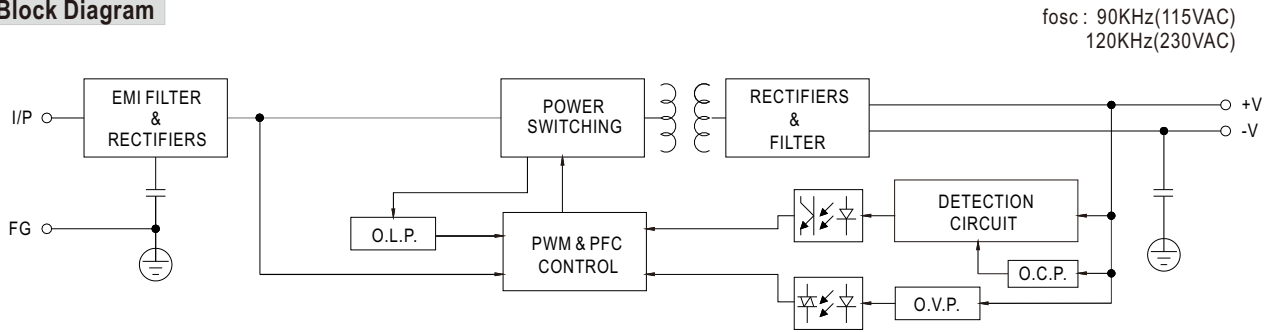 Block Diagram
fosc : 90KHz(115VAC)
120KHz(230VAC)
I/P
EMI FILTER
&
RECTIFIERS
POWER
SWITCHING
RECTIFIERS
&
FILTER
+V
-V
FG
O.L.P.
PWM & PFC
CONTROL
DETECTION
CIRCUIT
O.C.P.
O.V.P.